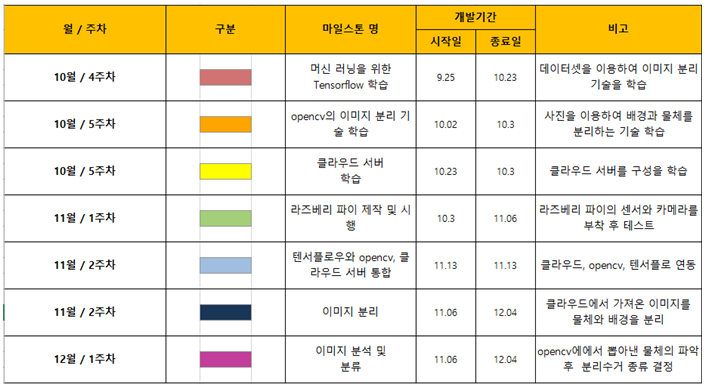 월 / 주차
구분
마일스톤 명
개발기간
비고
시작일
종료일
10월 / 4주차
머신 러닝을 위한
Tensorflow 학습
9.25
10.23
데이터셋을 이용하여 이미지 분리
기술을 학습
10월 / 5주차
opencv의 이미지 분리 기
술 학습
10.02
10.3
사진을 이용하여 배경과 물체를
분리하는 기술 학습
10월 / 5주차
클라우드 서버
학습
10.23
10.3
클라우드 서버를 구성을 학습
11월 / 1주차
라즈베리 파이 제작 및 시
행
10.3
11.06
라즈베리 파이의 센서와 카메라를
부착 후 테스트
11월 / 2주차
텐서플로우와 opencv, 클
라우드 서버 통합
11.13
11.13
클라우드, opencv, 텐서플로 연동
11월 / 2주차
이미지 분리
11.06
12.04
클라우드에서 가져온 이미지를
물체와 배경을 분리
12월 / 1주차
이미지 분석 및
분류
11.06
12.04
opencv에에서 뽑아낸 물체의 파악
후 분리수거 종류 결정